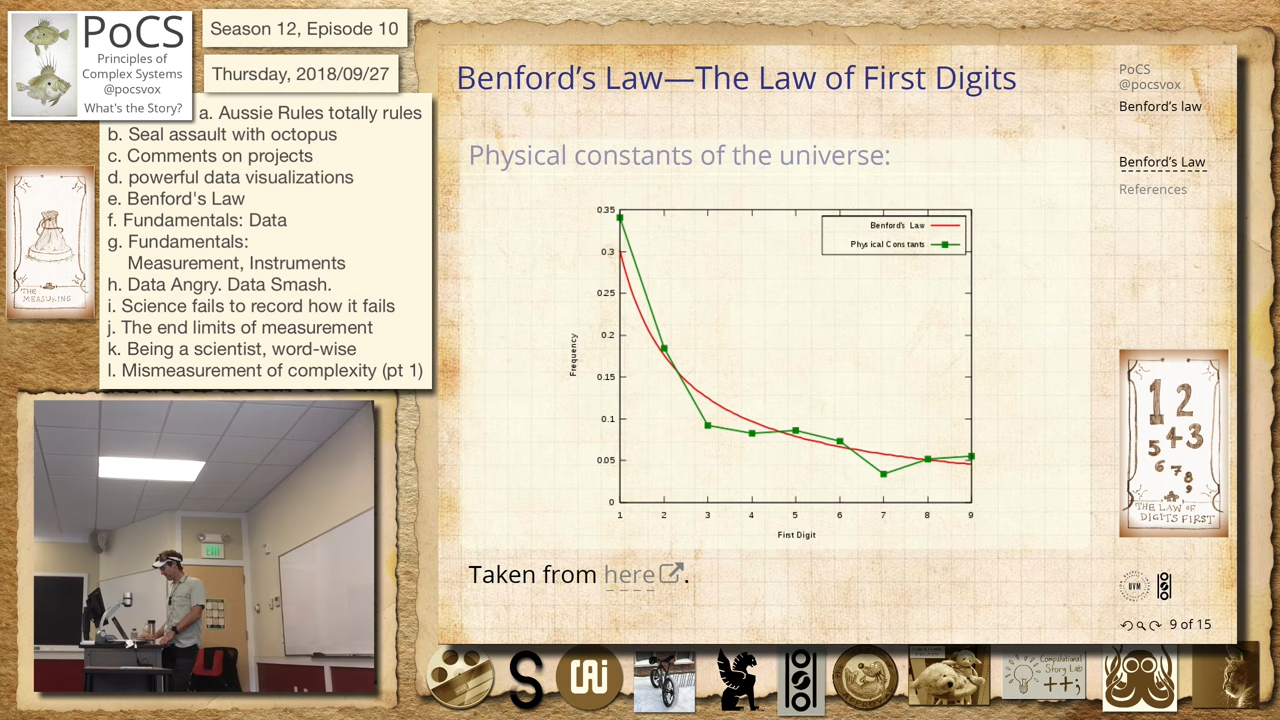 PoCS
Principles of
Complex Systems
@pocsvox
What's the Story?
Season 12, Episode 10
Thursday, 2018/09/27
a. Aussie Rules totally rules
b. Seal assault with octopus
c. Comments on projects
d. powerful data visualizations
e. Benford's Law
f. Fundamentals: Data
g. Fundamentals:
Measurement, Instruments
h. Data Angry. Data Smash.
i. Science fails to record how it fails
j. The end limits of measurement
k. Being a scientist, word-wise
l. Mismeasurement of complexity (pt 1)
THE
MEASURING
Benford's Law—The Law of First Digits
Physical constants of the universe:
0.35
0.3
0.25
0.2
0.15
0.1
0.05
0
Frequency
Benford's Law
Physical Constants
1 2 3 4 5 6 7 8 9
First Digit
Taken from here.
PoCS
@pocsvox
Benford's law
Benford's Law
References
1 2
5 4 3
6 7 8
9
THE LAW OF
DIGITS FIRST
UVM
9 of 15
Computational
Story Lab
++;